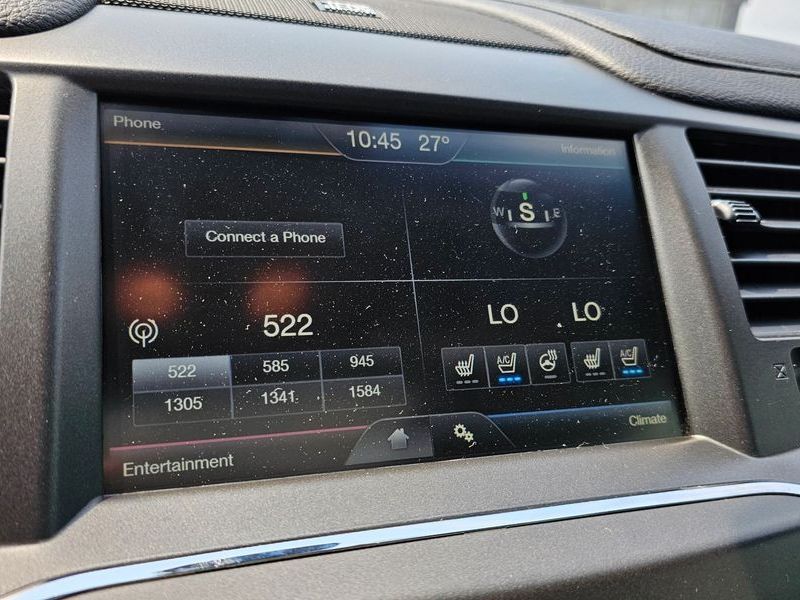 Phone
10:45 27°
Information
Connect a Phone
W S E
522
LO LO
522 585 945
1305 1341 1584
A/C A/C
Entertainment
Climate